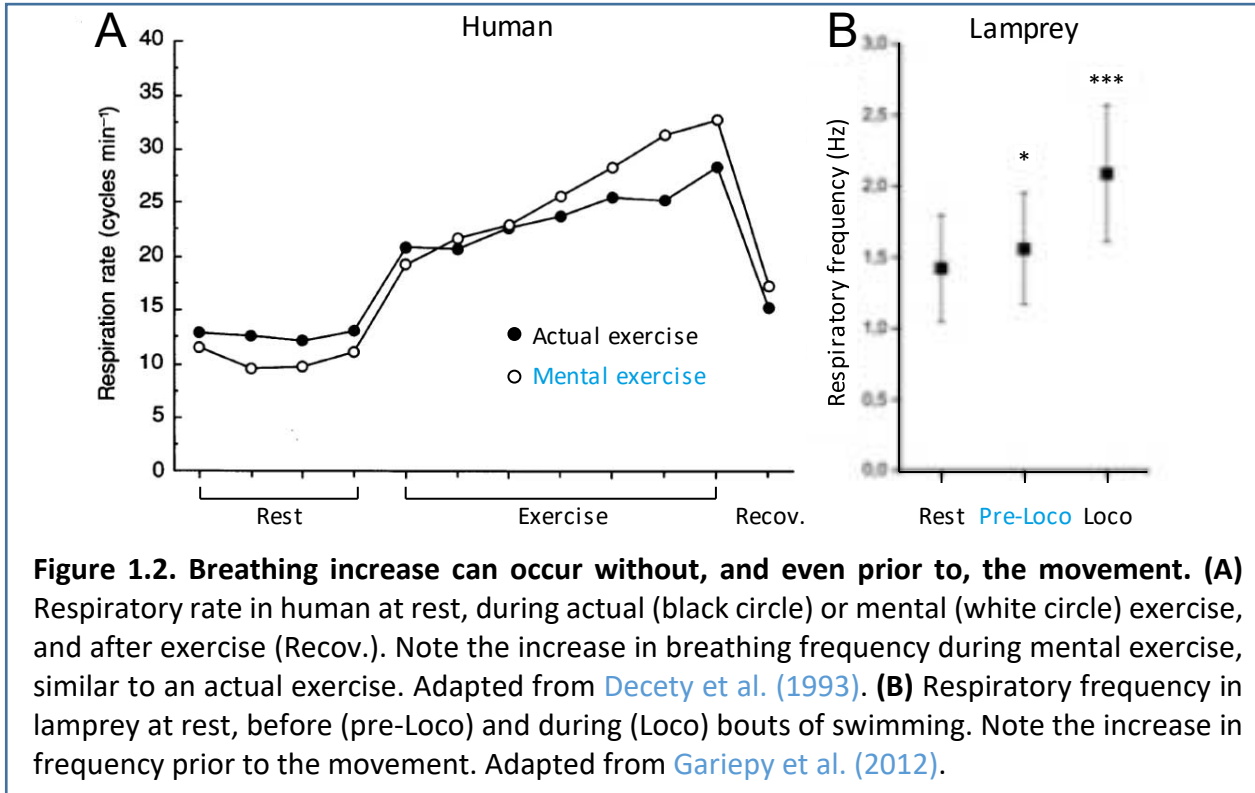 A
Human
40
35
30
25
20
15
10
5
0
Respiration rate (cycles min⁻¹)
Actual exercise
Mental exercise
Rest
Exercise
Recov.
B
Lamprey
3.0
2.5
2.0
1.5
1.0
0.5
0.0
Respiratory frequency (Hz)
*
***
Rest Pre-Loco Loco
Figure 1.2. Breathing increase can occur without, and even prior to, the movement. (A)
Respiratory rate in human at rest, during actual (black circle) or mental (white circle) exercise,
and after exercise (Recov.). Note the increase in breathing frequency during mental exercise,
similar to an actual exercise. Adapted from Decety et al. (1993). (B) Respiratory frequency in
lamprey at rest, before (pre-Loco) and during (Loco) bouts of swimming. Note the increase in
frequency prior to the movement. Adapted from Gariepy et al. (2012).